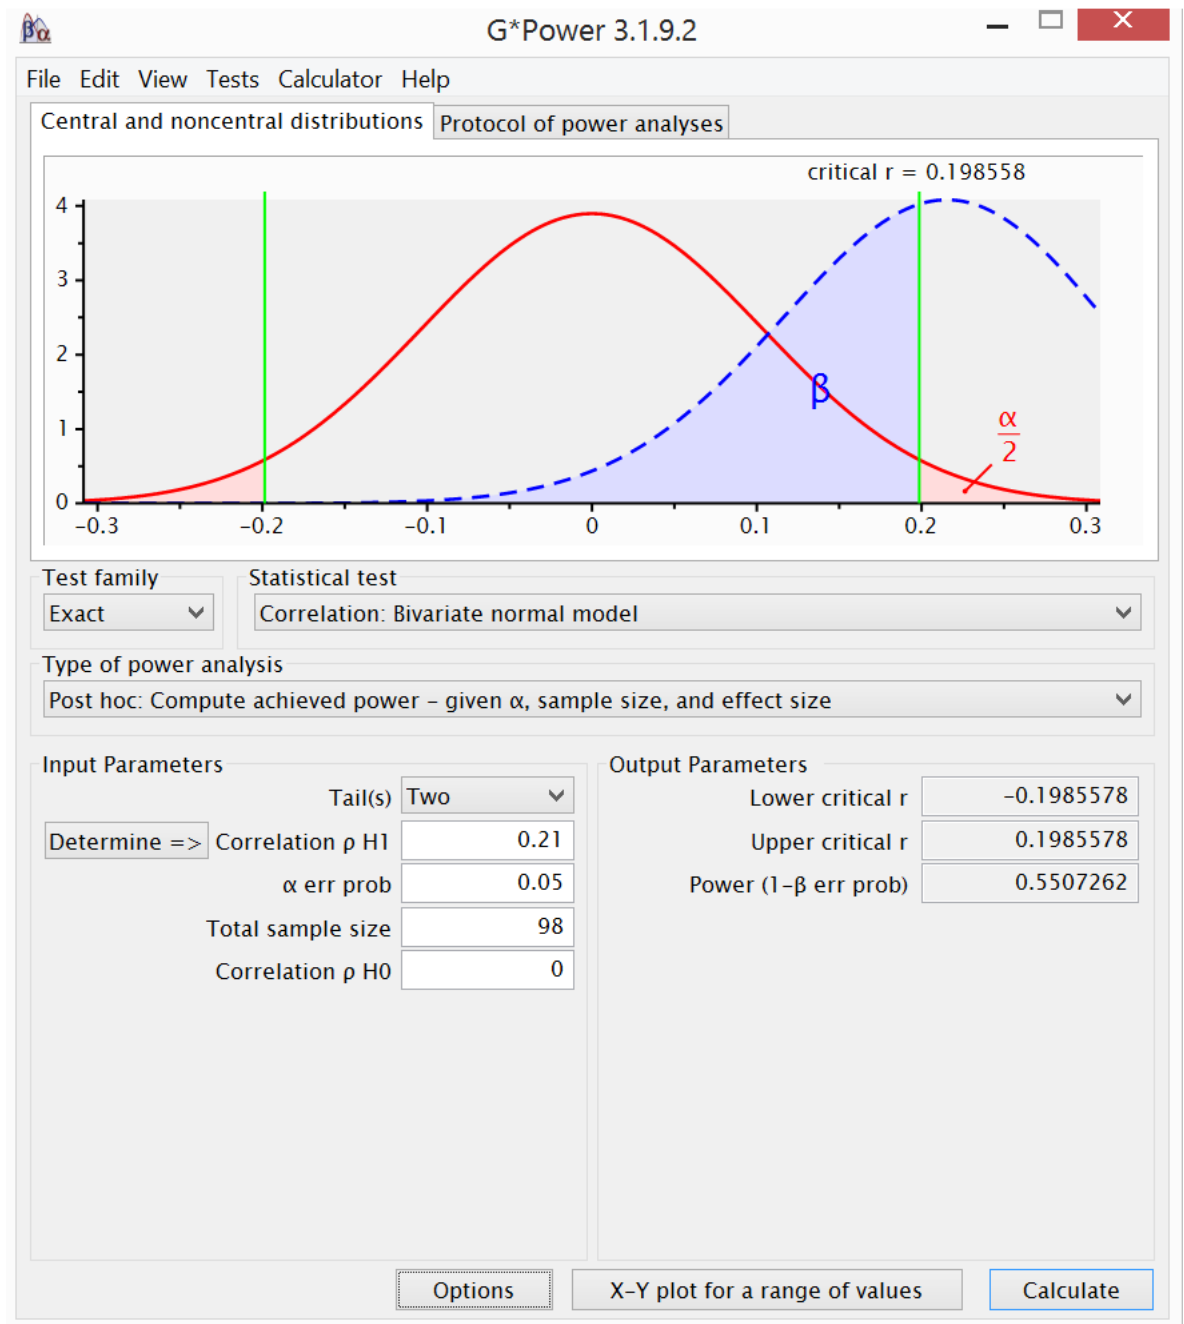 βα
G*Power 3.1.9.2
File Edit View Tests Calculator Help
Central and noncentral distributions
Protocol of power analyses
critical r = 0.198558
4
3
2
1
0
β
α
2
−0.3 −0.2 −0.1 0 0.1 0.2 0.3
Test family
Exact
Statistical test
Correlation: Bivariate normal model
Type of power analysis
Post hoc: Compute achieved power – given α, sample size, and effect size
Input Parameters
Tail(s) Two
Determine => Correlation ρ H1 0.21
α err prob 0.05
Total sample size 98
Correlation ρ H0 0
Output Parameters
Lower critical r −0.1985578
Upper critical r 0.1985578
Power (1−β err prob) 0.5507262
Options
X−Y plot for a range of values
Calculate